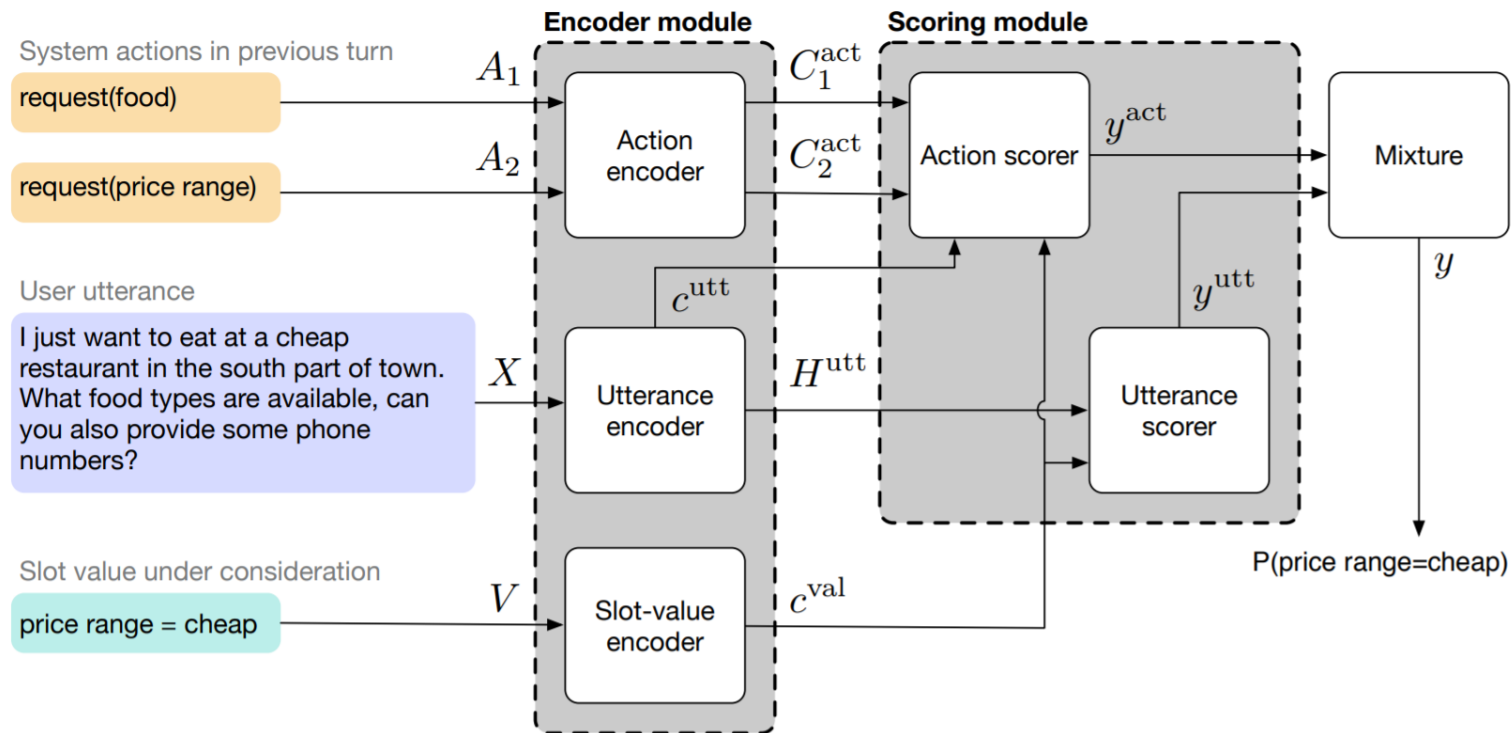 Encoder module
Scoring module
System actions in previous turn
request(food)
A₁
Action
encoder
C₁ᵃᶜᵗ
Action scorer
yᵃᶜᵗ
Mixture
request(price range)
A₂
C₂ᵃᶜᵗ
User utterance
I just want to eat at a cheap
restaurant in the south part of town.
What food types are available, can
you also provide some phone
numbers?
X
cᵘᵗᵗ
Utterance
encoder
Hᵘᵗᵗ
yᵘᵗᵗ
Utterance
scorer
y
P(price range=cheap)
Slot value under consideration
price range = cheap
V
Slot-value
encoder
cᵛᵃˡ